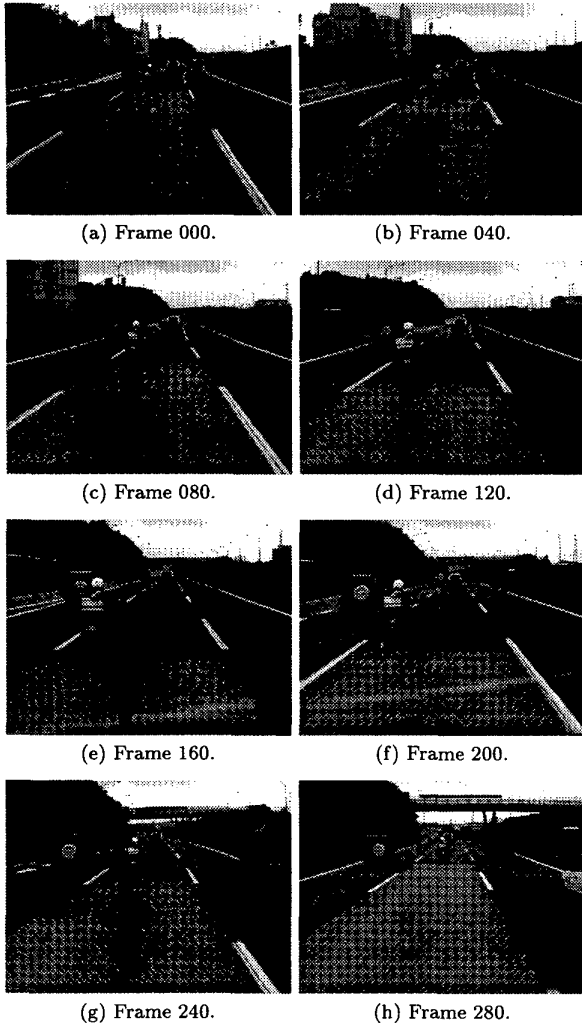 (a) Frame 000.
(b) Frame 040.
(c) Frame 080.
(d) Frame 120.
(e) Frame 160.
(f) Frame 200.
(g) Frame 240.
(h) Frame 280.